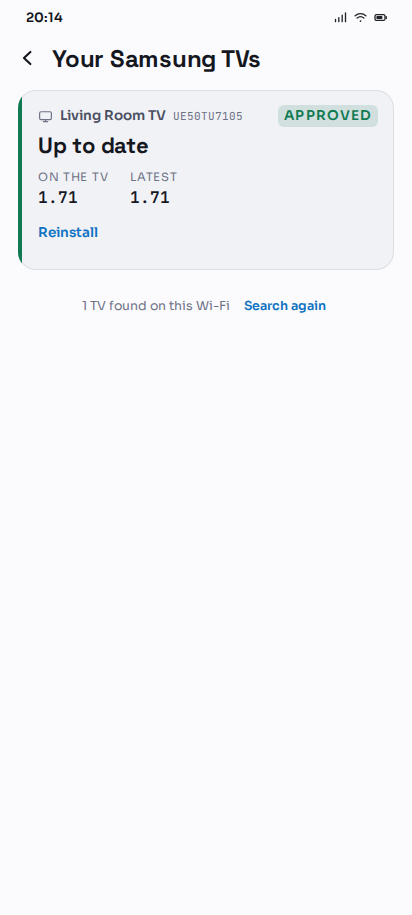 20:14
Your Samsung TVs
Living Room TV UE50TU7105 APPROVED
Up to date
ON THE TV LATEST
1.71 1.71
Reinstall
1 TV found on this Wi-Fi Search again